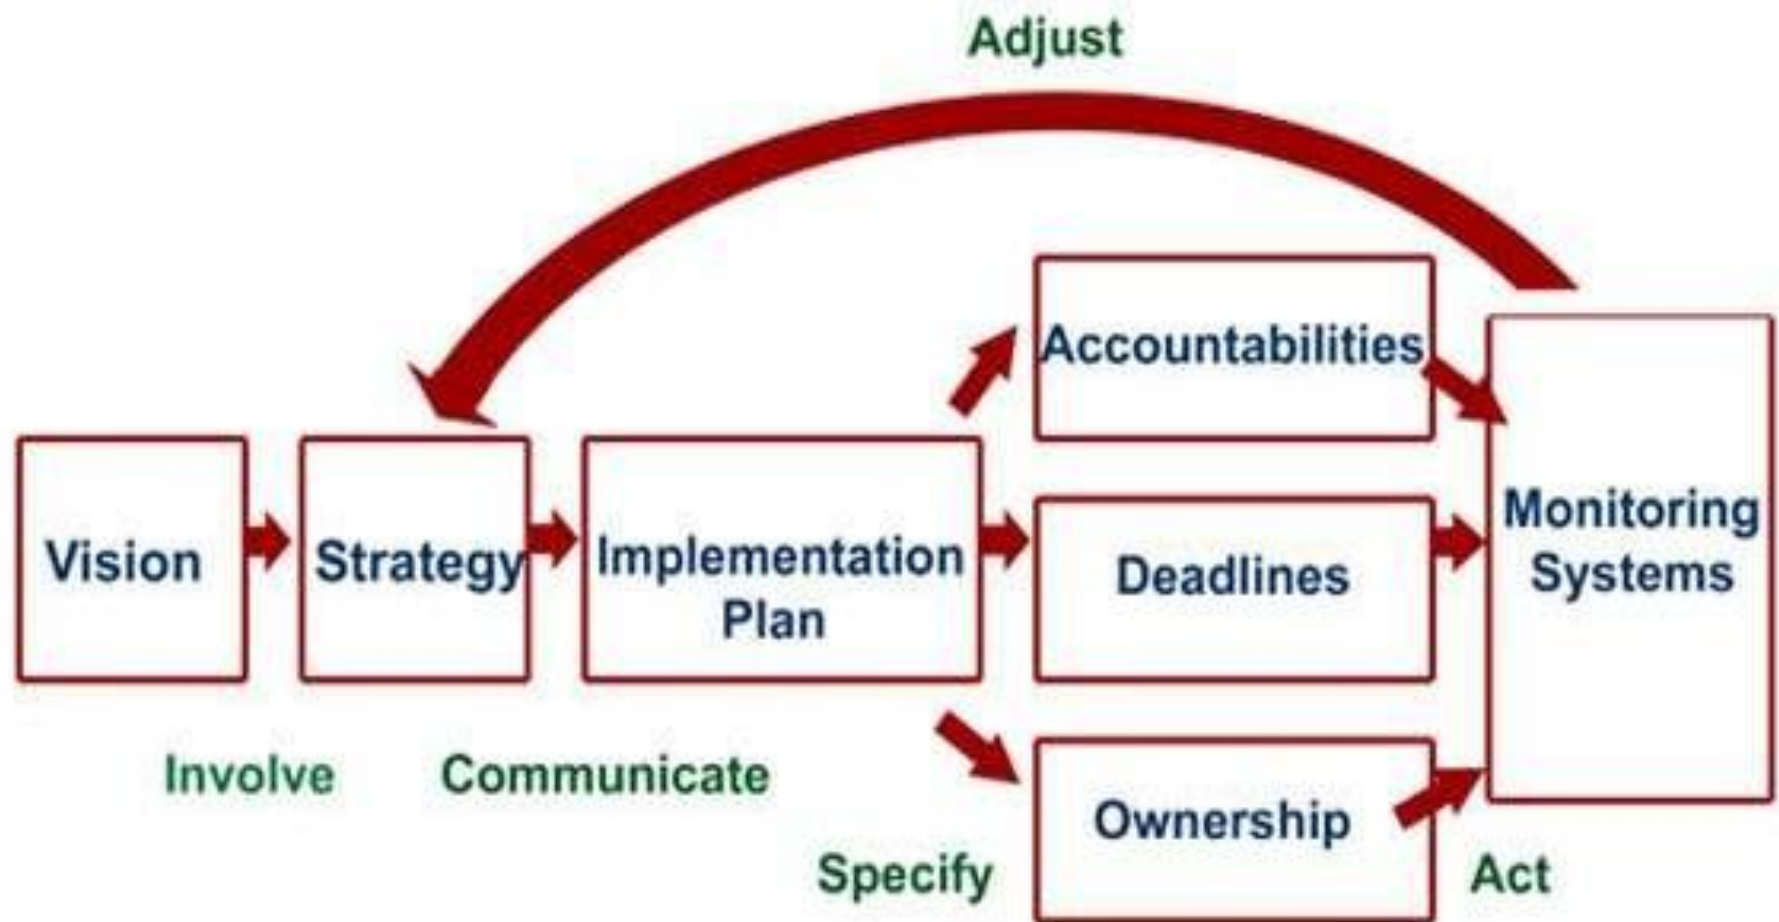 Adjust
Accountabilities
Vision
Strategy
Implementation
Plan
Deadlines
Monitoring
Systems
Involve
Communicate
Ownership
Specify
Act